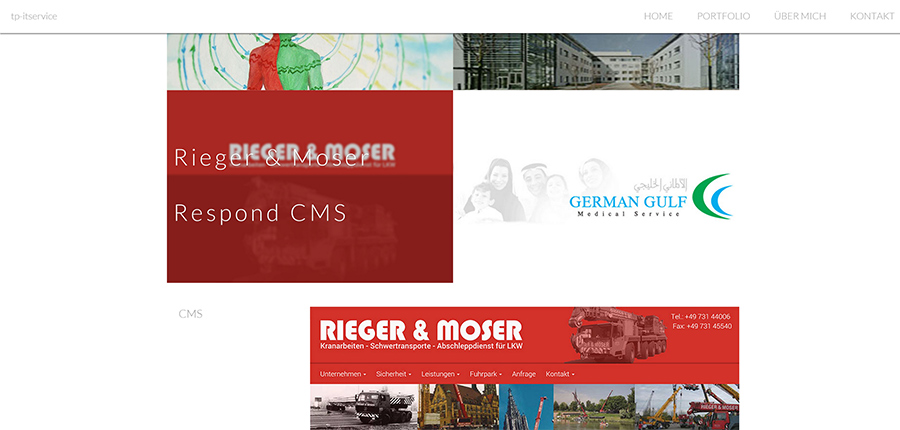 tp-itservice
HOME PORTFOLIO ÜBER MICH KONTAKT
RIEGER & MOSER
Rieger & Moser
Respond CMS
GERMAN GULF
Medical Service
CMS
Tel.: +49 731 44006
Fax: +49 731 45540
RIEGER & MOSER
Kranarbeiten - Schwertransporte - Abschleppdienst für LKW
Unternehmen Sicherheit Leistungen Fuhrpark Anfrage Kontakt
RIEGER & MOSER